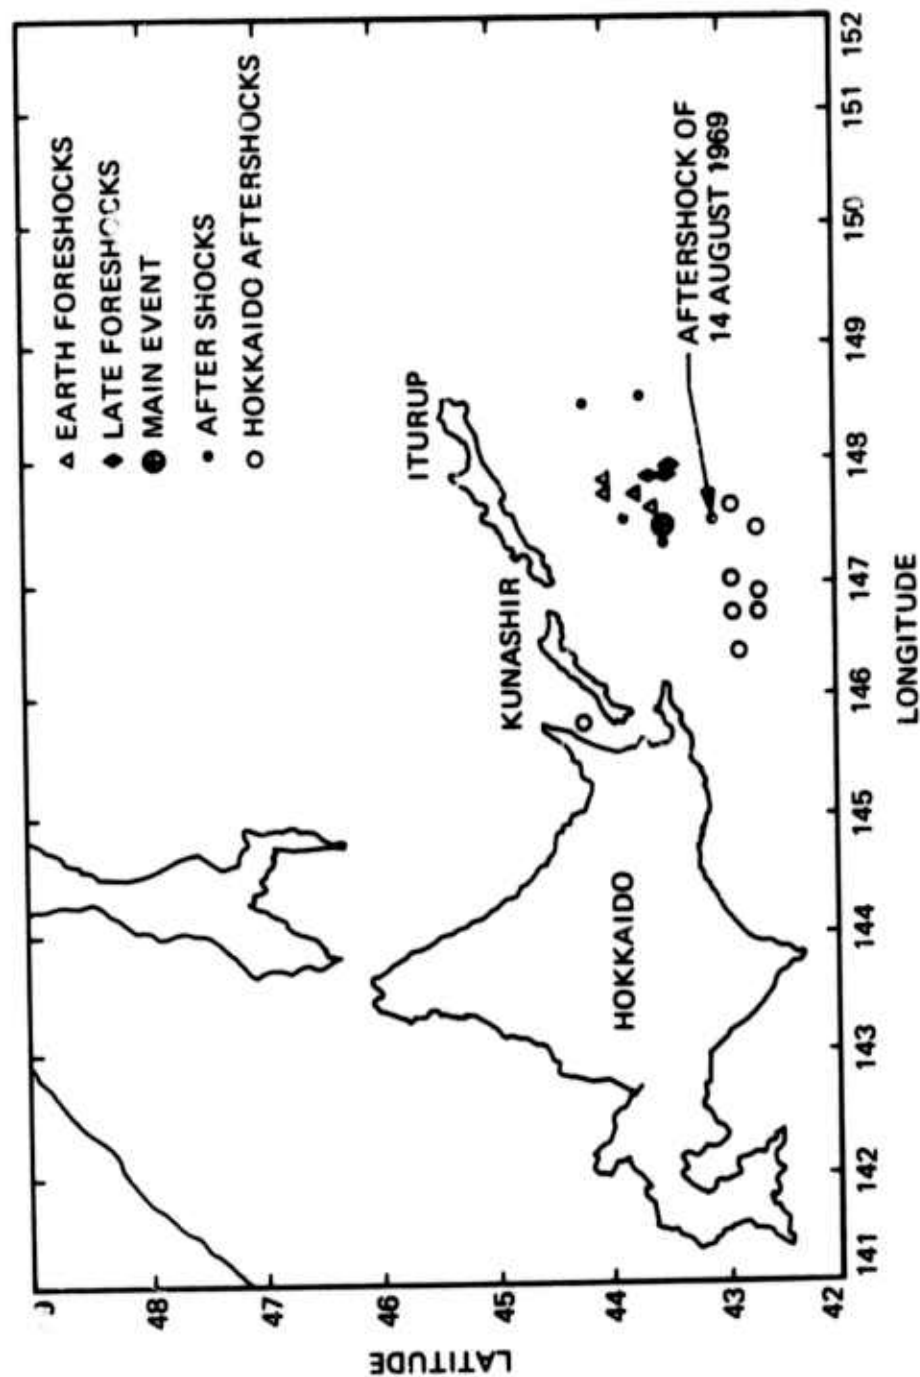 EARTH FORESHOCKS
LATE FORESHOCKS
MAIN EVENT
AFTER SHOCKS
HOKKAIDO AFTERSHOCKS
ITURUP
KUNASHIR
HOKKAIDO
AFTERSHOCK OF
14 AUGUST 1969
LATITUDE
48
47
46
45
44
43
42
141 142 143 144 145 146 147 148 149 150 151 152
LONGITUDE